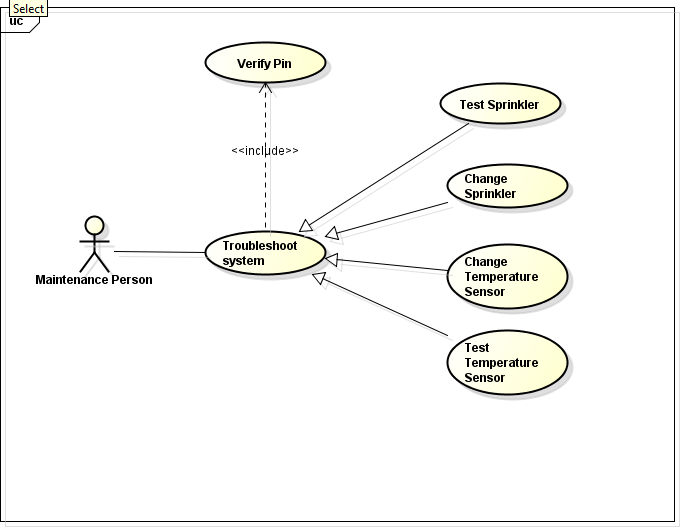 Select
uc
Verify Pin
Test Sprinkler
<<include>>
Change
Sprinkler
Troubleshoot
system
Maintenance Person
Change
Temperature
Sensor
Test
Temperature
Sensor